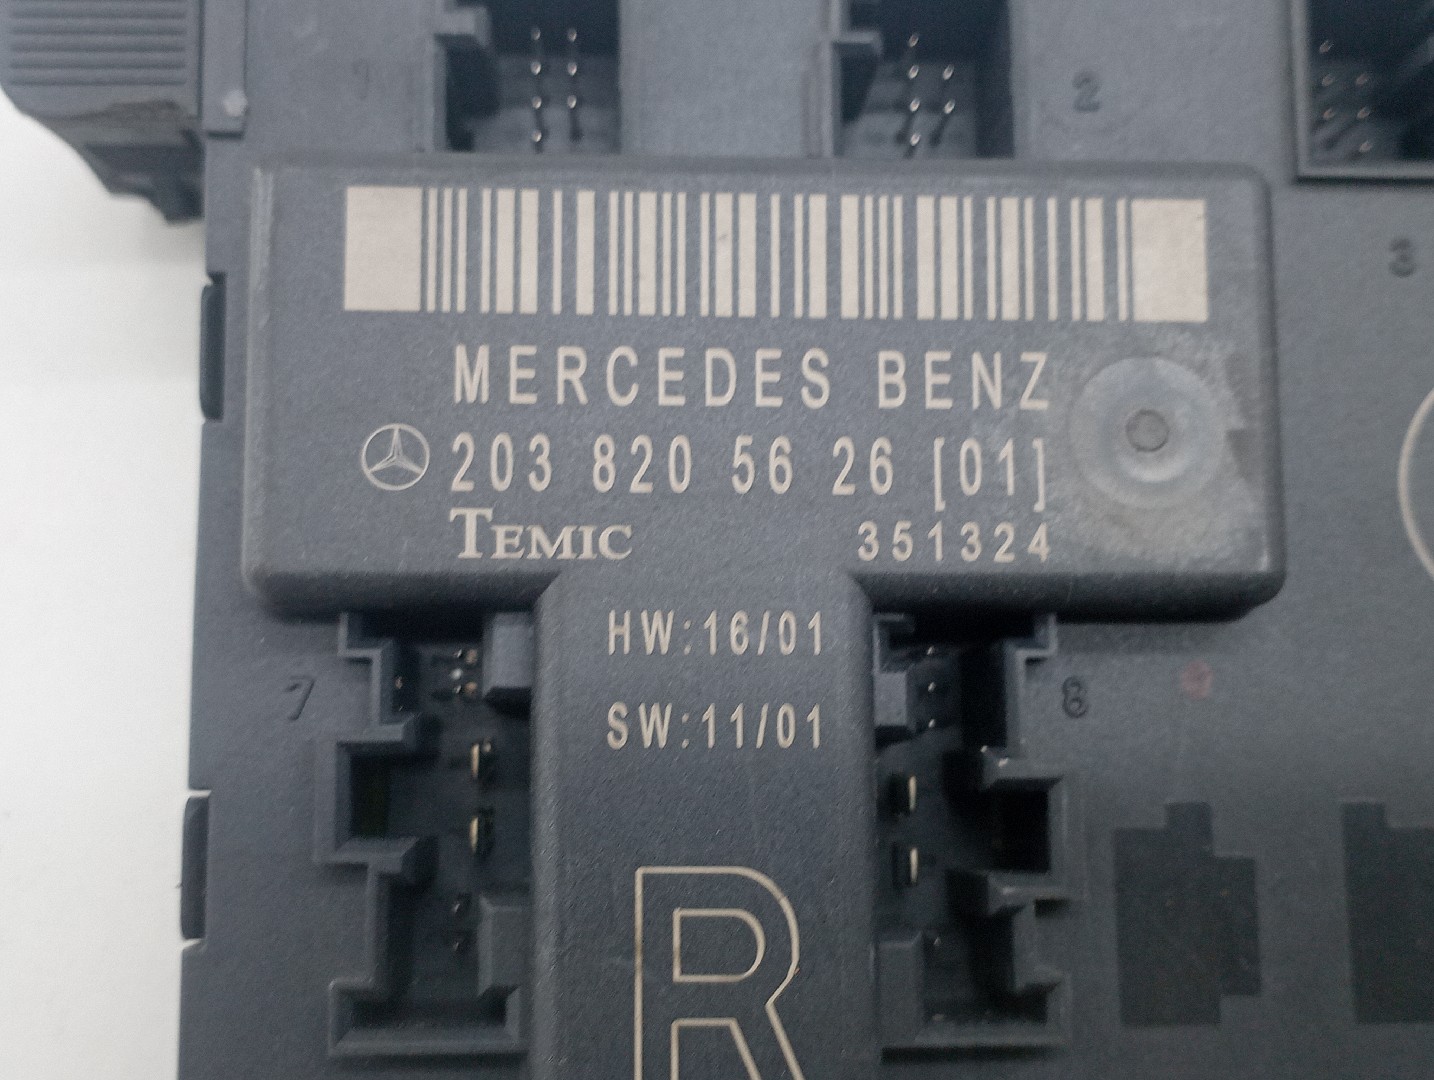 1
2
3
MERCEDES BENZ
203 820 56 26 [01]
TEMIC 351324
HW:16/01
SW:11/01
7
8
R